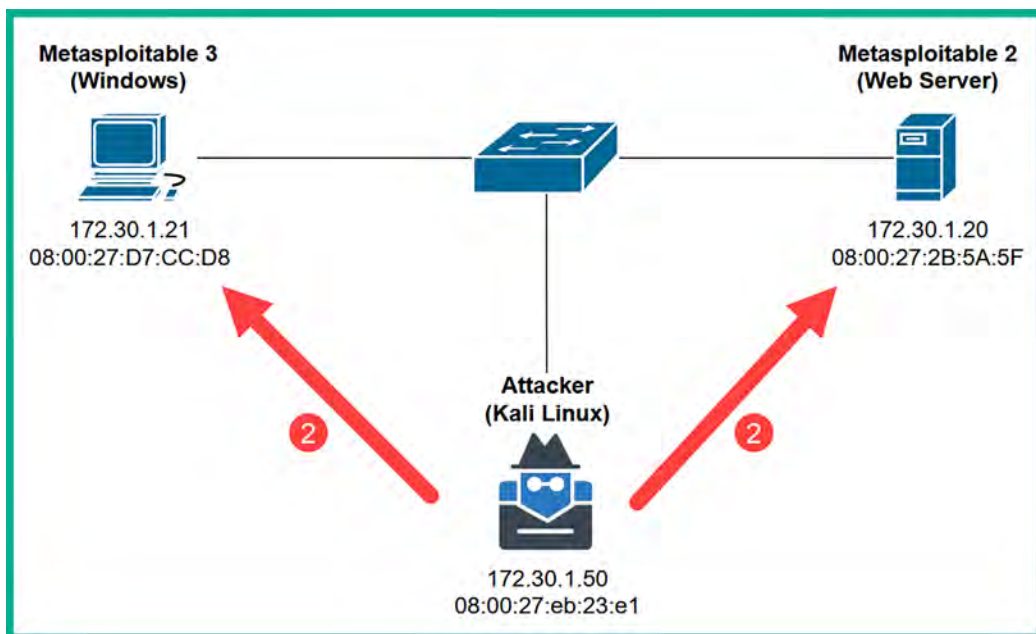 Metasploitable 3
(Windows)
172.30.1.21
08:00:27:D7:CC:D8
Metasploitable 2
(Web Server)
172.30.1.20
08:00:27:2B:5A:5F
2
2
Attacker
(Kali Linux)
172.30.1.50
08:00:27:eb:23:e1